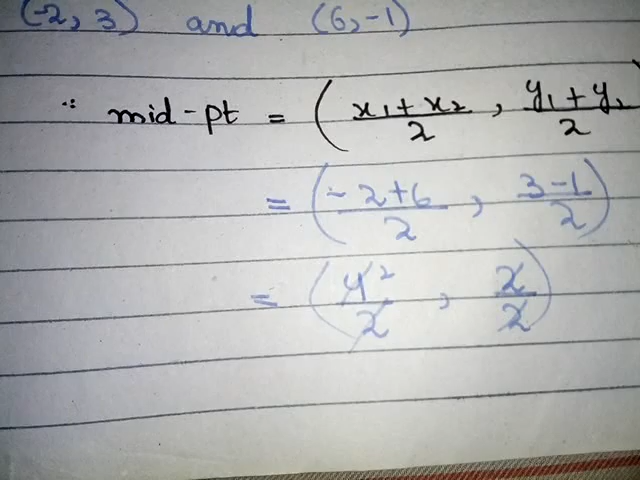 (-2, 3) and (6, -1)
∵ mid-pt = (x₁+x₂/2, y₁+y₂/2
= (-2+6/2, 3-1/2)
= (4²/2, 2/2)